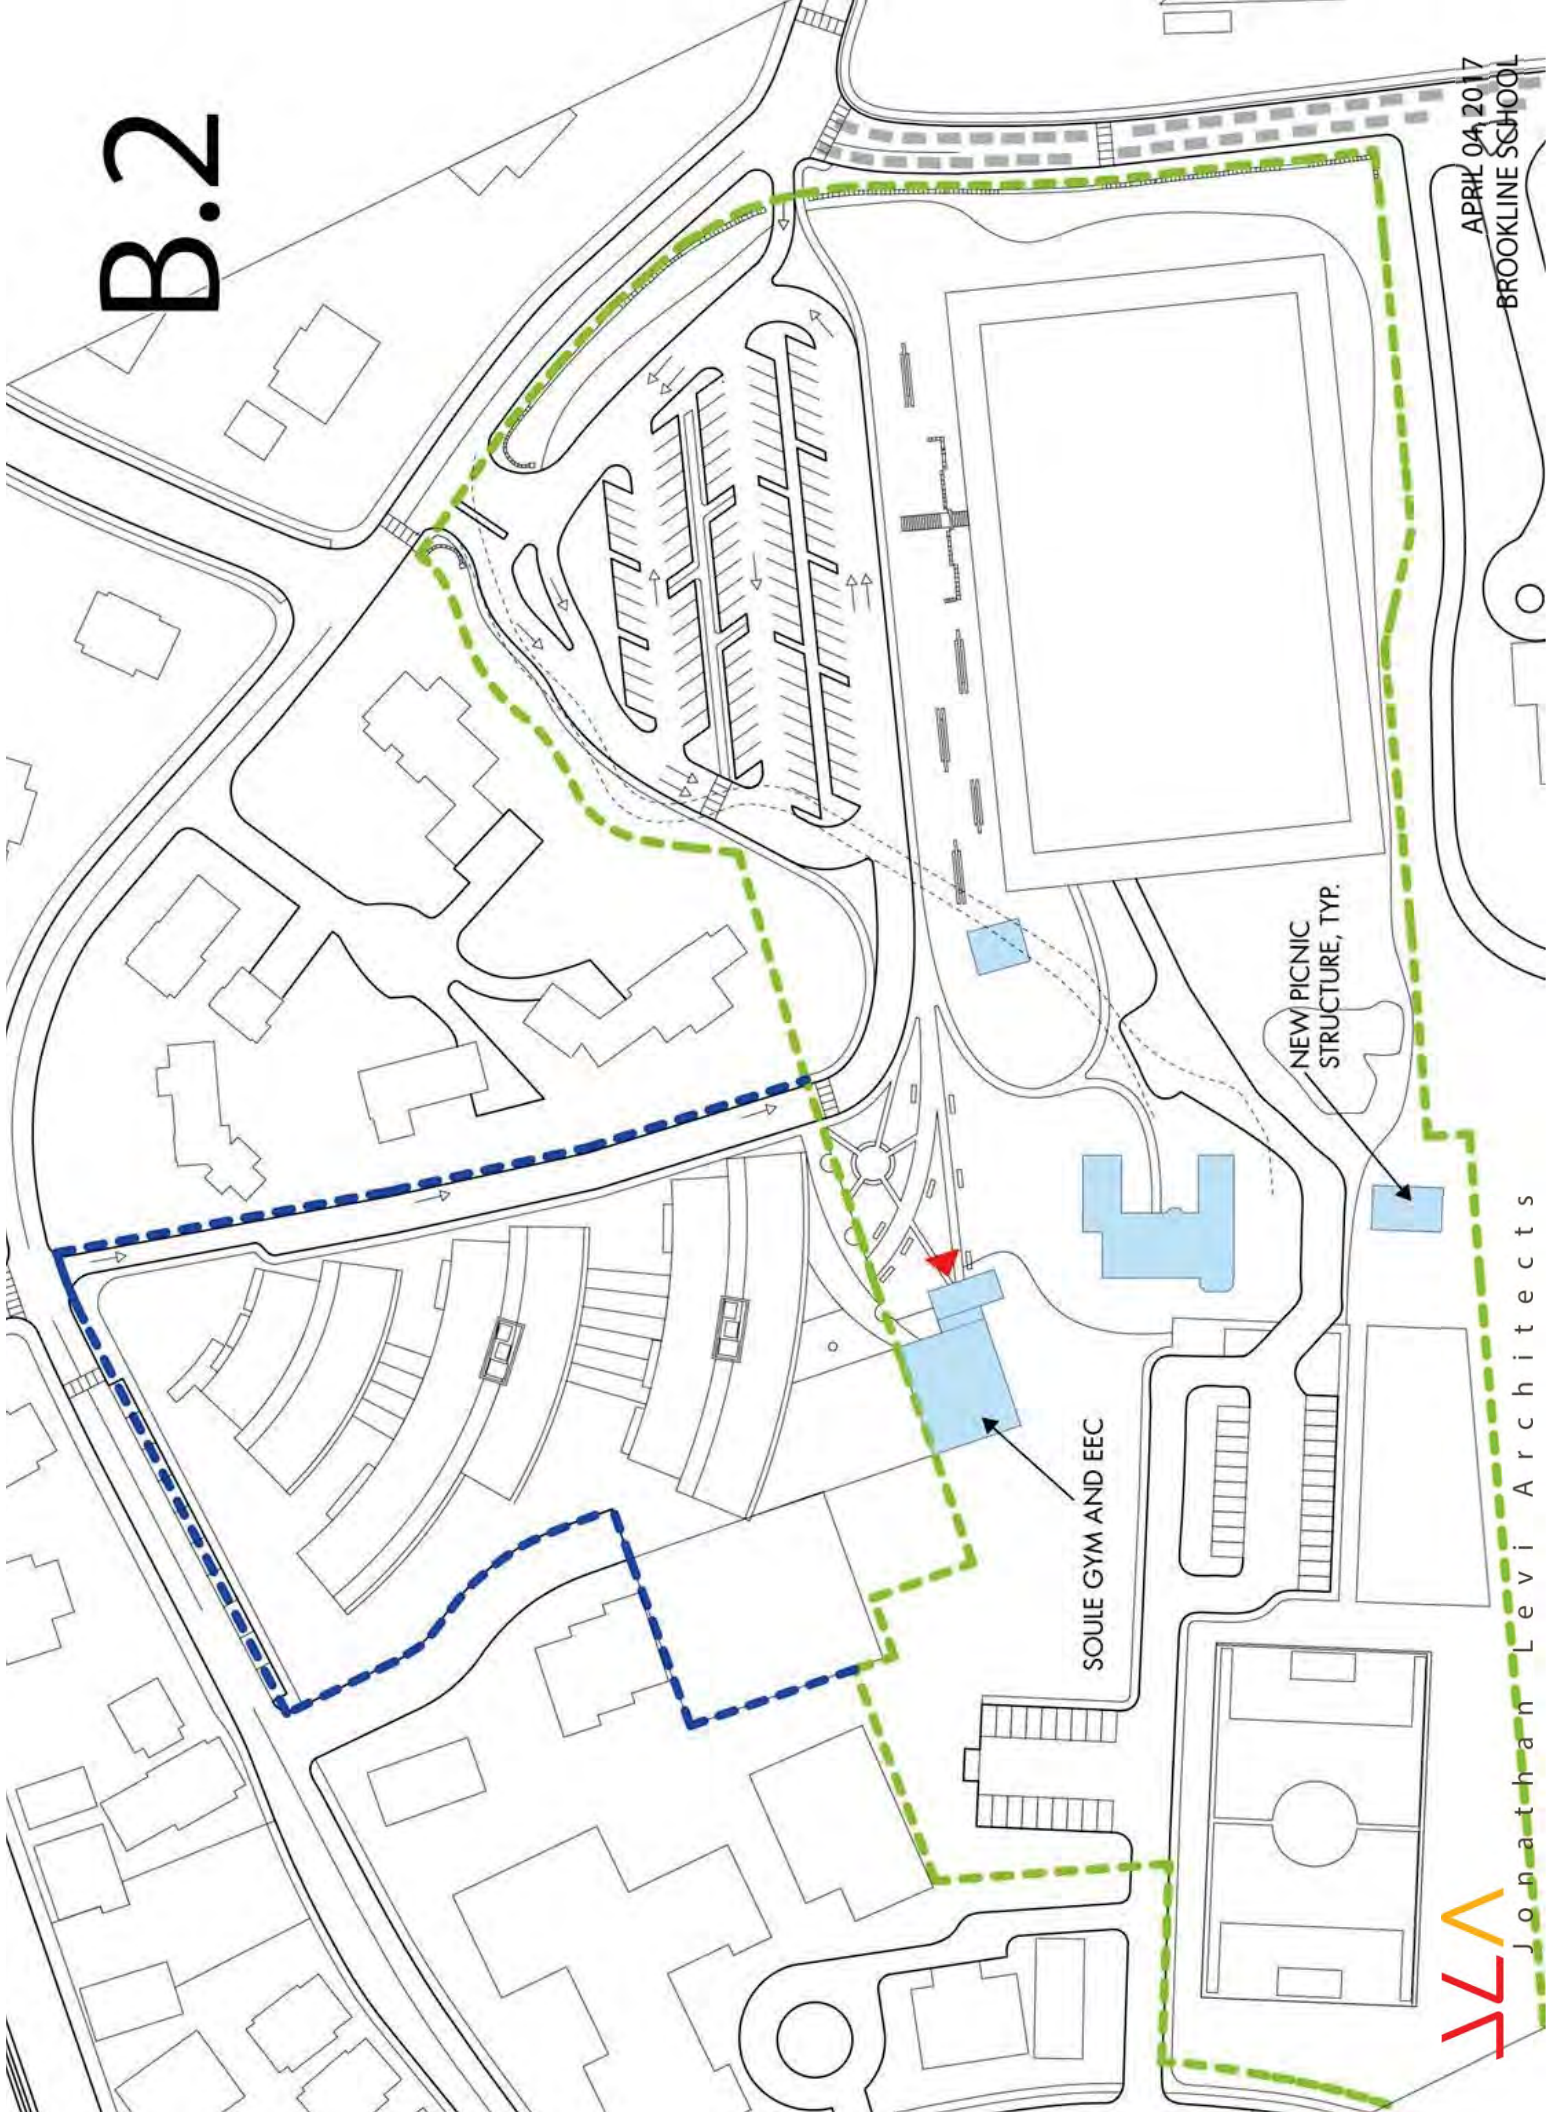 B.2
NEW PICNIC
STRUCTURE, TYP.
SOULE GYM AND EEC
Jonathan Levi Architects
APRIL 04, 2017
BROOKLINE SCHOOL